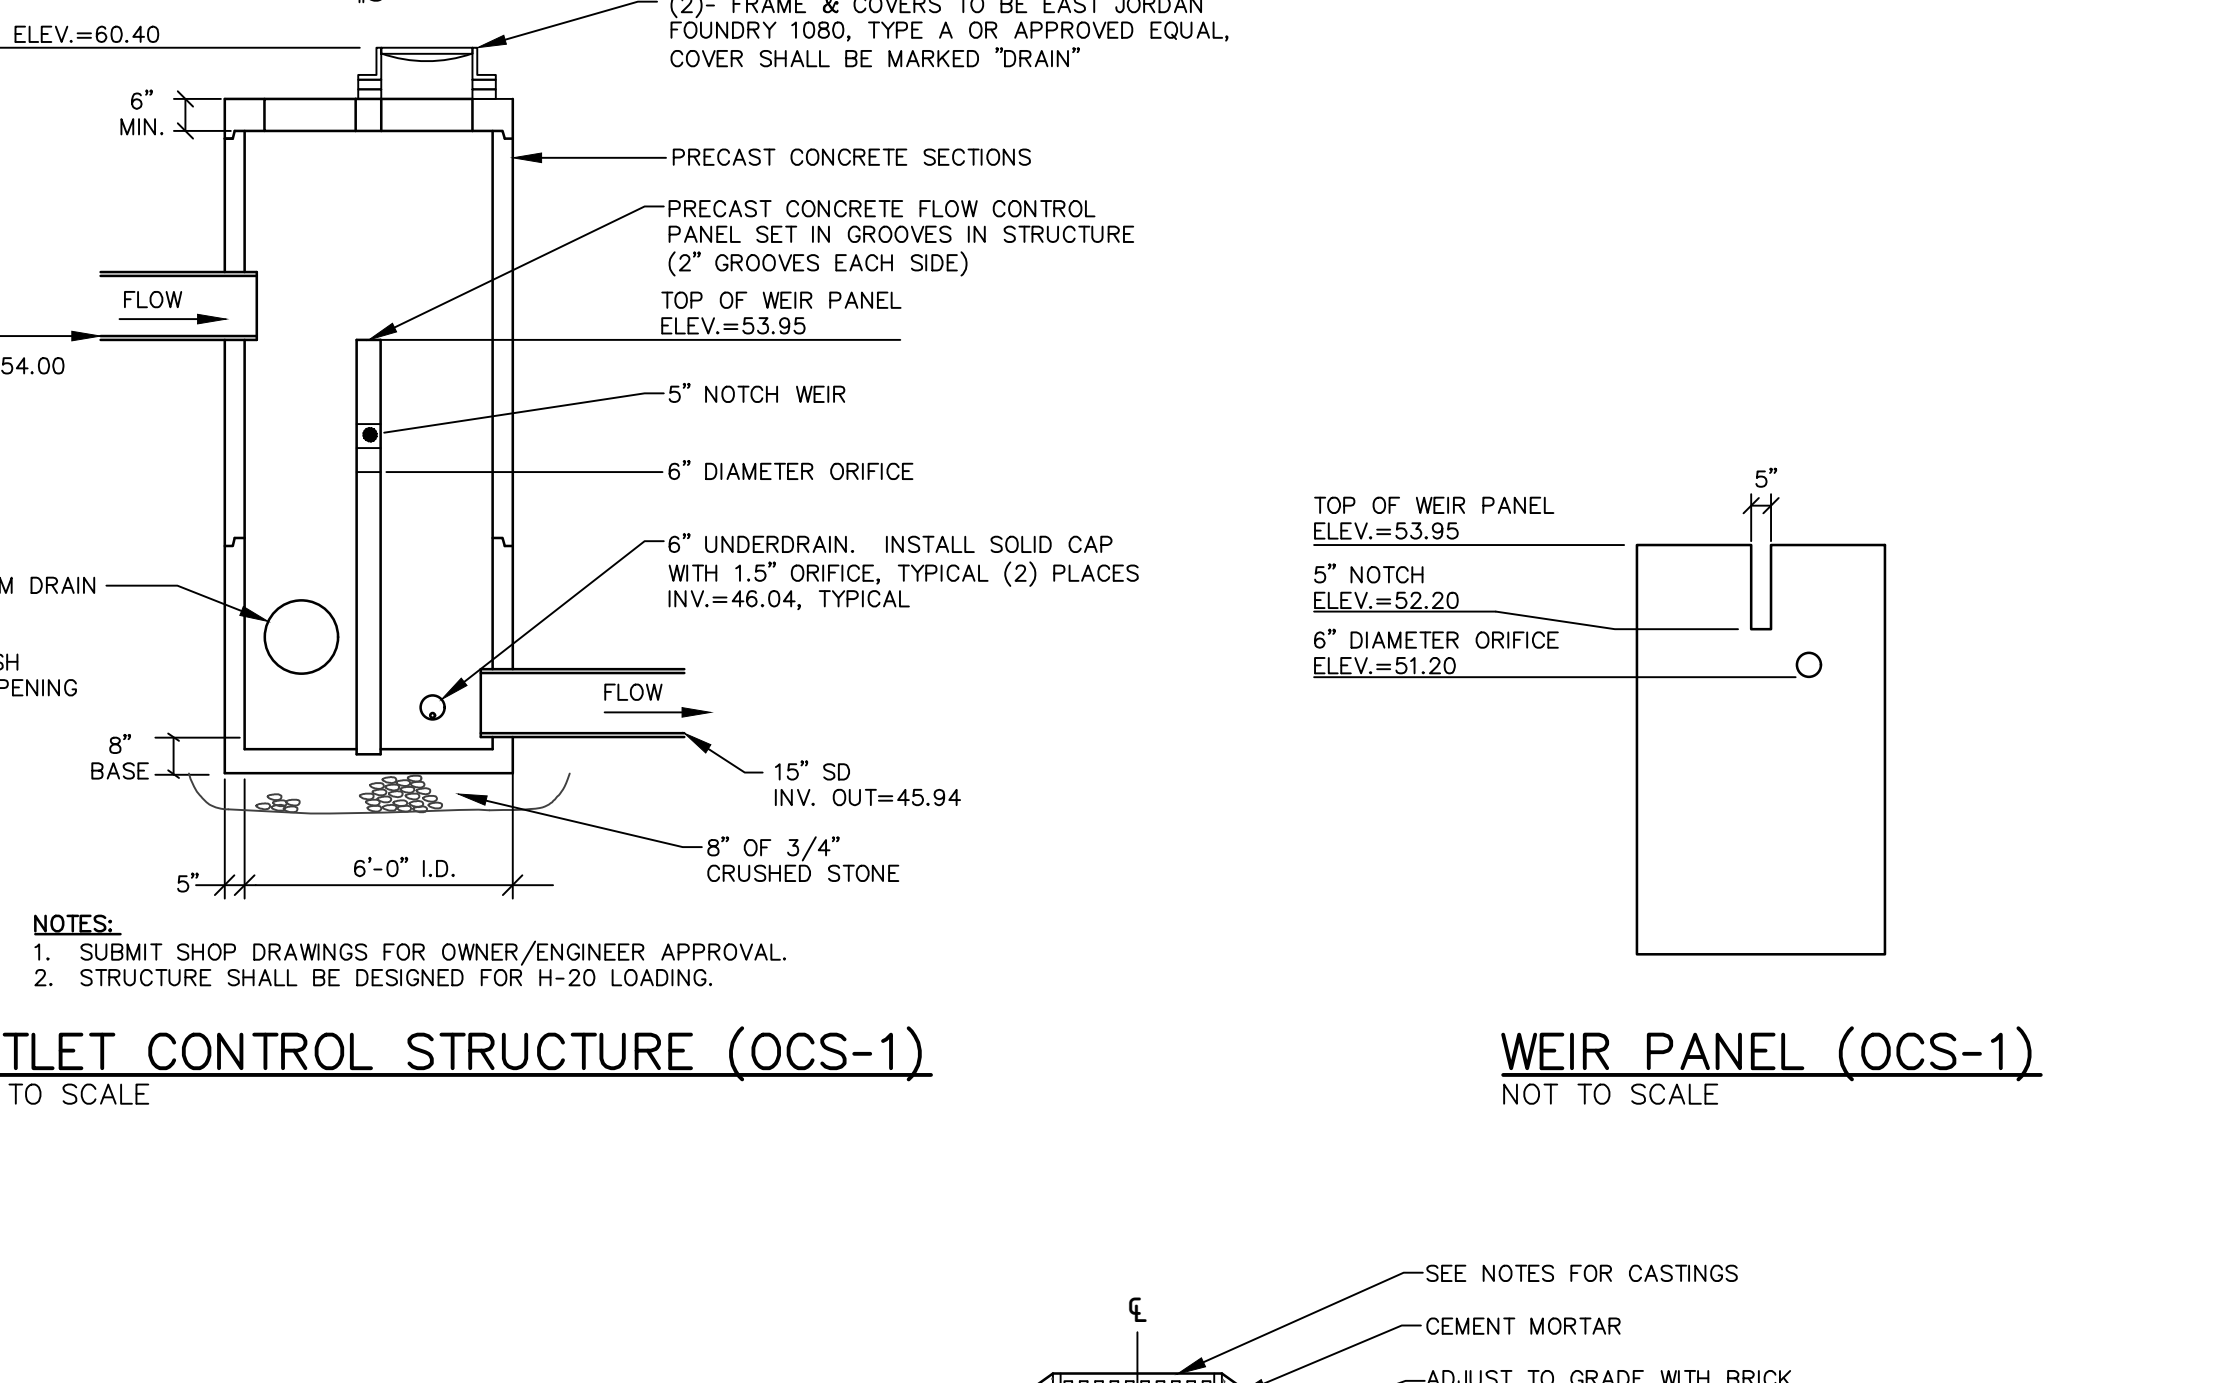 (2)- FRAME & COVERS TO BE EAST JORDAN
FOUNDRY 1080, TYPE A OR APPROVED EQUAL,
COVER SHALL BE MARKED "DRAIN"
ELEV.=60.40
6"
MIN.
PRECAST CONCRETE SECTIONS
PRECAST CONCRETE FLOW CONTROL
PANEL SET IN GROOVES IN STRUCTURE
(2" GROOVES EACH SIDE)
FLOW
TOP OF WEIR PANEL
ELEV.=53.95
54.00
5" NOTCH WEIR
6" DIAMETER ORIFICE
6" UNDERDRAIN. INSTALL SOLID CAP
WITH 1.5" ORIFICE, TYPICAL (2) PLACES
INV.=46.04, TYPICAL
M DRAIN
SH
PENING
FLOW
8"
BASE
15" SD
INV. OUT=45.94
8" OF 3/4"
CRUSHED STONE
5"
6'-0" I.D.
NOTES:
1. SUBMIT SHOP DRAWINGS FOR OWNER/ENGINEER APPROVAL.
2. STRUCTURE SHALL BE DESIGNED FOR H-20 LOADING.
TLET CONTROL STRUCTURE (OCS-1)
TO SCALE
5"
TOP OF WEIR PANEL
ELEV.=53.95
5" NOTCH
ELEV.=52.20
6" DIAMETER ORIFICE
ELEV.=51.20
WEIR PANEL (OCS-1)
NOT TO SCALE
SEE NOTES FOR CASTINGS
℄
CEMENT MORTAR
ADJUST TO GRADE WITH BRICK